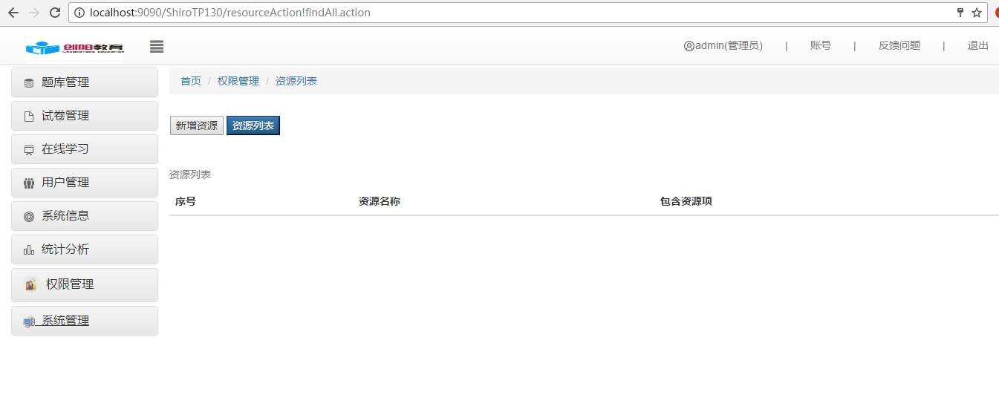 localhost:9090/ShiroTP130/resourceAction!findAll.action
创阳教育
admin(管理员) | 账号 | 反馈问题 | 退出
题库管理
试卷管理
在线学习
用户管理
系统信息
统计分析
权限管理
系统管理
首页 / 权限管理 / 资源列表
新增资源 资源列表
资源列表
序号 资源名称 包含资源项